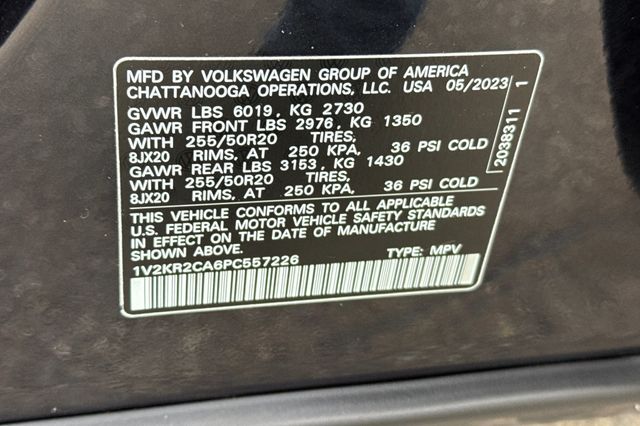 MFD BY VOLKSWAGEN GROUP OF AMERICA
CHATTANOOGA OPERATIONS, LLC. USA 05/2023
GVWR LBS 6019, KG 2730
GAWR FRONT LBS 2976, KG 1350
WITH 255/50R20 TIRES,
8JX20 RIMS, AT 250 KPA, 36 PSI COLD
GAWR REAR LBS 3153, KG 1430
WITH 255/50R20 TIRES,
8JX20 RIMS, AT 250 KPA, 36 PSI COLD
THIS VEHICLE CONFORMS TO ALL APPLICABLE
U.S. FEDERAL MOTOR VEHICLE SAFETY STANDARDS
IN EFFECT ON THE DATE OF MANUFACTURE
SHOWN ABOVE.
1V2KR2CA6PC557226 TYPE: MPV
2038311 1